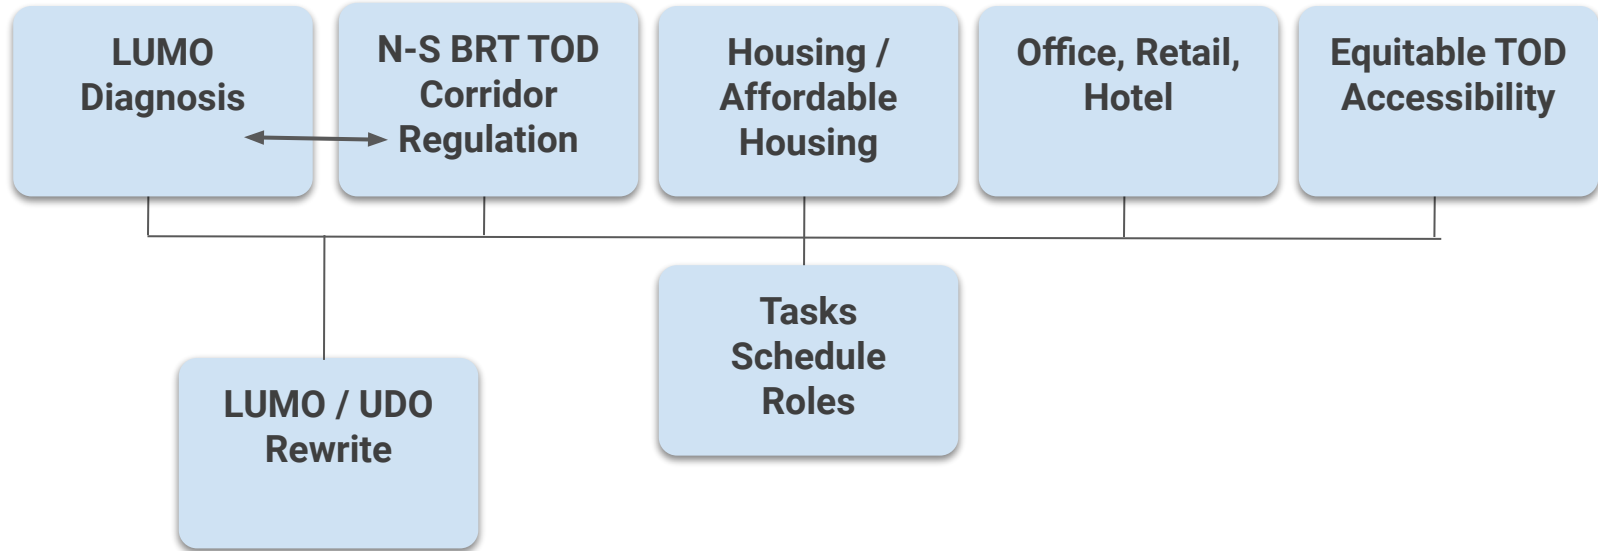 LUMO
Diagnosis
N-S BRT TOD
Corridor
Regulation
Housing /
Affordable
Housing
Office, Retail,
Hotel
Equitable TOD
Accessibility
Tasks
Schedule
Roles
LUMO / UDO
Rewrite